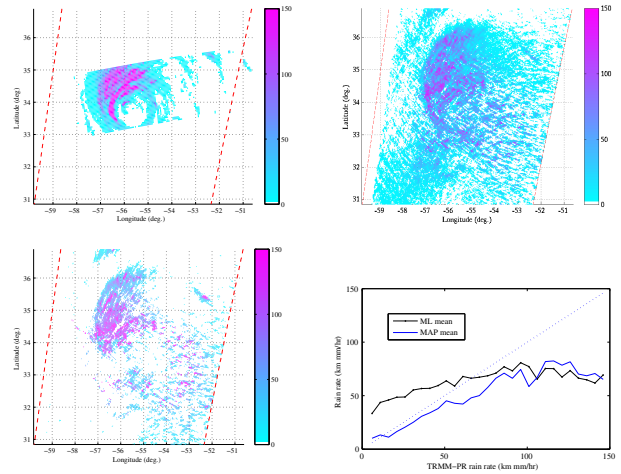 150
100
50
0
36
35
34
33
32
31
Latitude (deg)
−59 −58 −57 −56 −55 −54 −53 −52 −51
Longitude (deg.)
150
100
50
0
36
35
34
33
32
31
Latitude (deg.)
-59 -58 -57 -56 -55 -54 -53 -52 -51
Longitude (deg.)
150
100
50
0
36
35
34
33
32
31
Latitude (deg.)
−59 −58 −57 −56 −55 −54 −53 −52 −51
Longitude (deg.)
150
100
50
0
Rain rate (km mm/hr)
ML mean
MAP mean
0 50 100 150
TRMM−PR rain rate (km mm/hr)